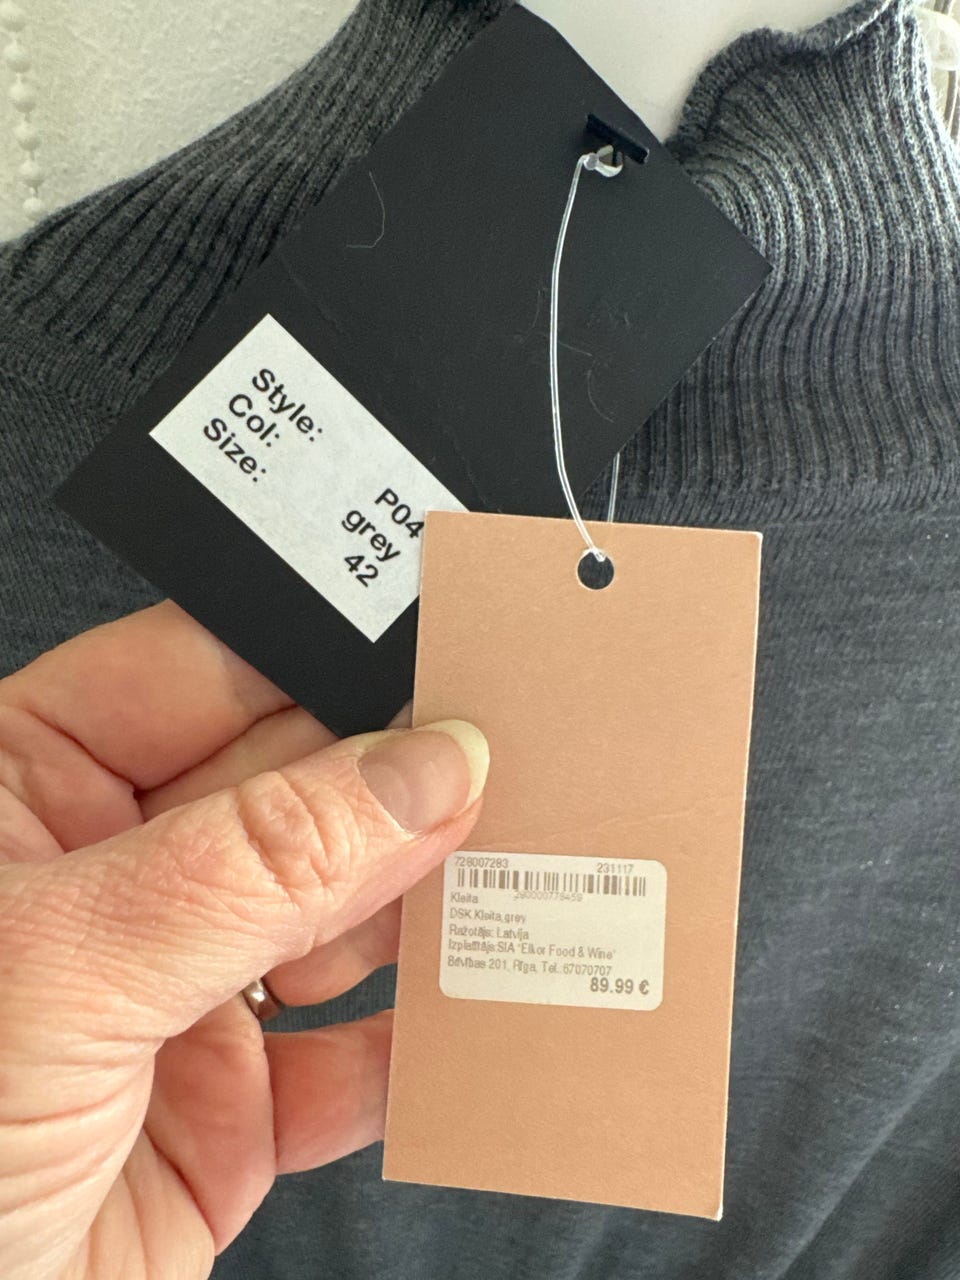 Style: P04
Col: grey
Size: 42
728007283 231117
Kleita
DSK Kleita,grey
Ražotājs: Latvija
Izplatītājs:SIA "Elkor Food & Wine"
Brīvības 201, Rīga, Tel.:67070707
89.99 €